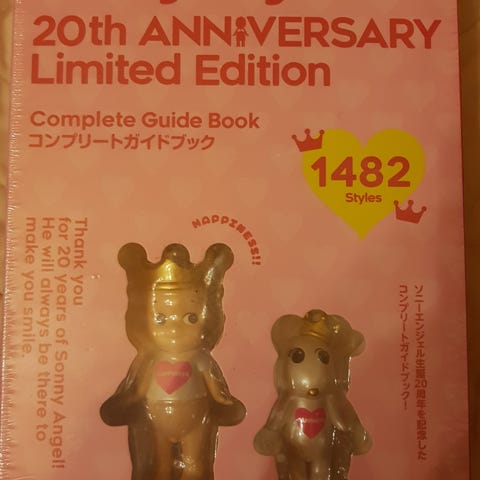 20th ANNIVERSARY
Limited Edition
Complete Guide Book
コンプリートガイドブック
1482
Styles
HAPPINESS!!
Thank you
for 20 years of Sonny Angel!
He will always be there to
make you smile.
ソニーエンジェル生誕20周年を記念した
コンプリートガイドブック!